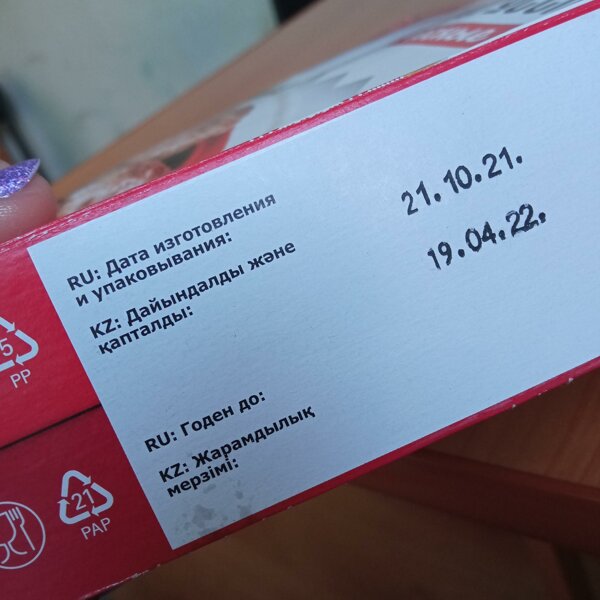 RU: Дата изготовления
и упаковывания:
KZ: Дайындалды және
қапталды:
21.10.21.
19.04.22.
RU: Годен до:
KZ: Жарамдылық
мерзімі:
5
PP
21
PAP